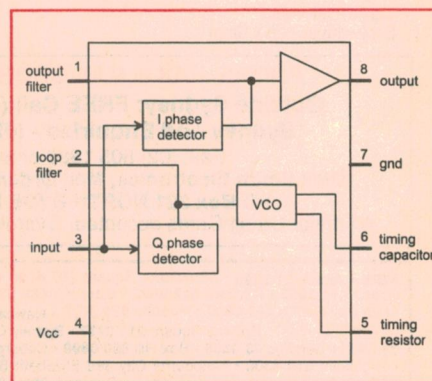 output
filter
1
8
output
I phase
detector
loop
filter
2
7
gnd
VCO
input
3
Q phase
detector
6
timing
capacitor
Vcc
4
5
timing
resistor